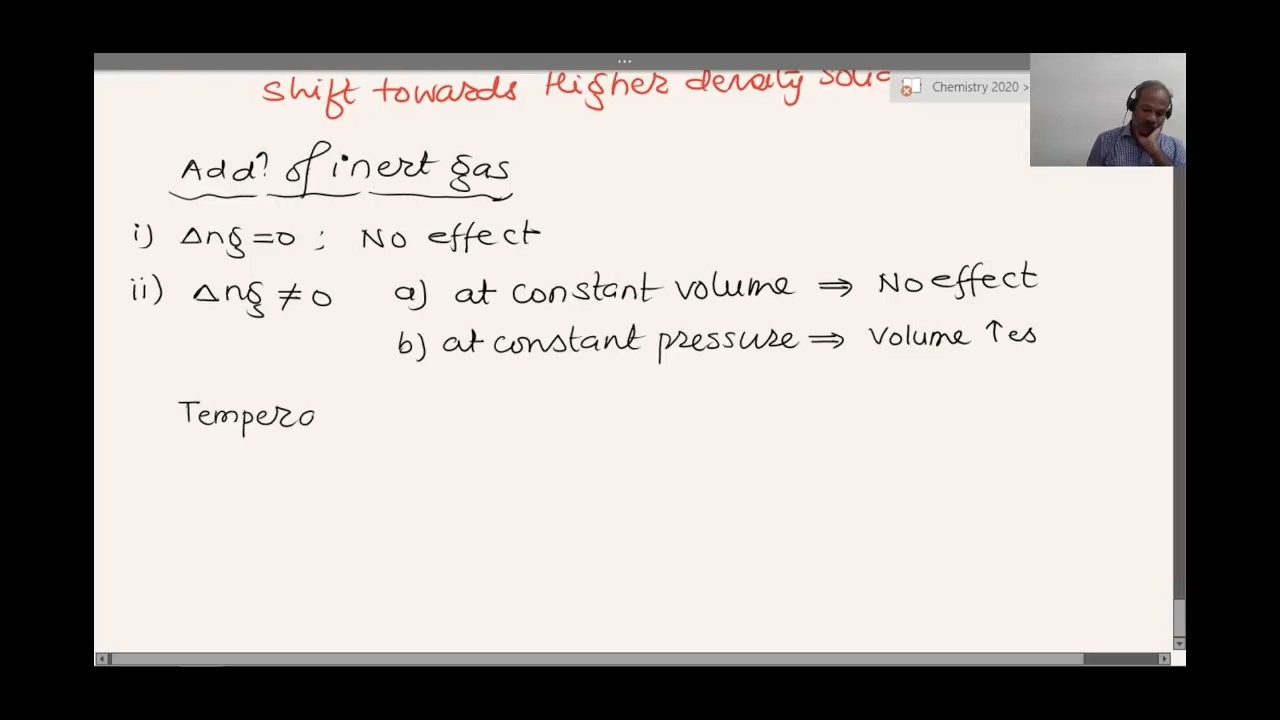 shift towards Higher density solid
Chemistry 2020 >
Addⁿ of inert gas
i) Δng = 0 ; No effect
ii) Δng ≠ 0 a) at constant volume ⇒ No effect
b) at constant pressure ⇒ Volume ↑es
Tempera